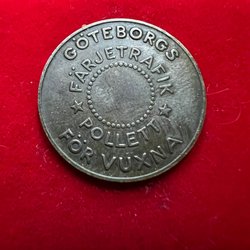 GÖTEBORGS
FÄRJETRAFIK
POLLETT
FÖR VUXNA